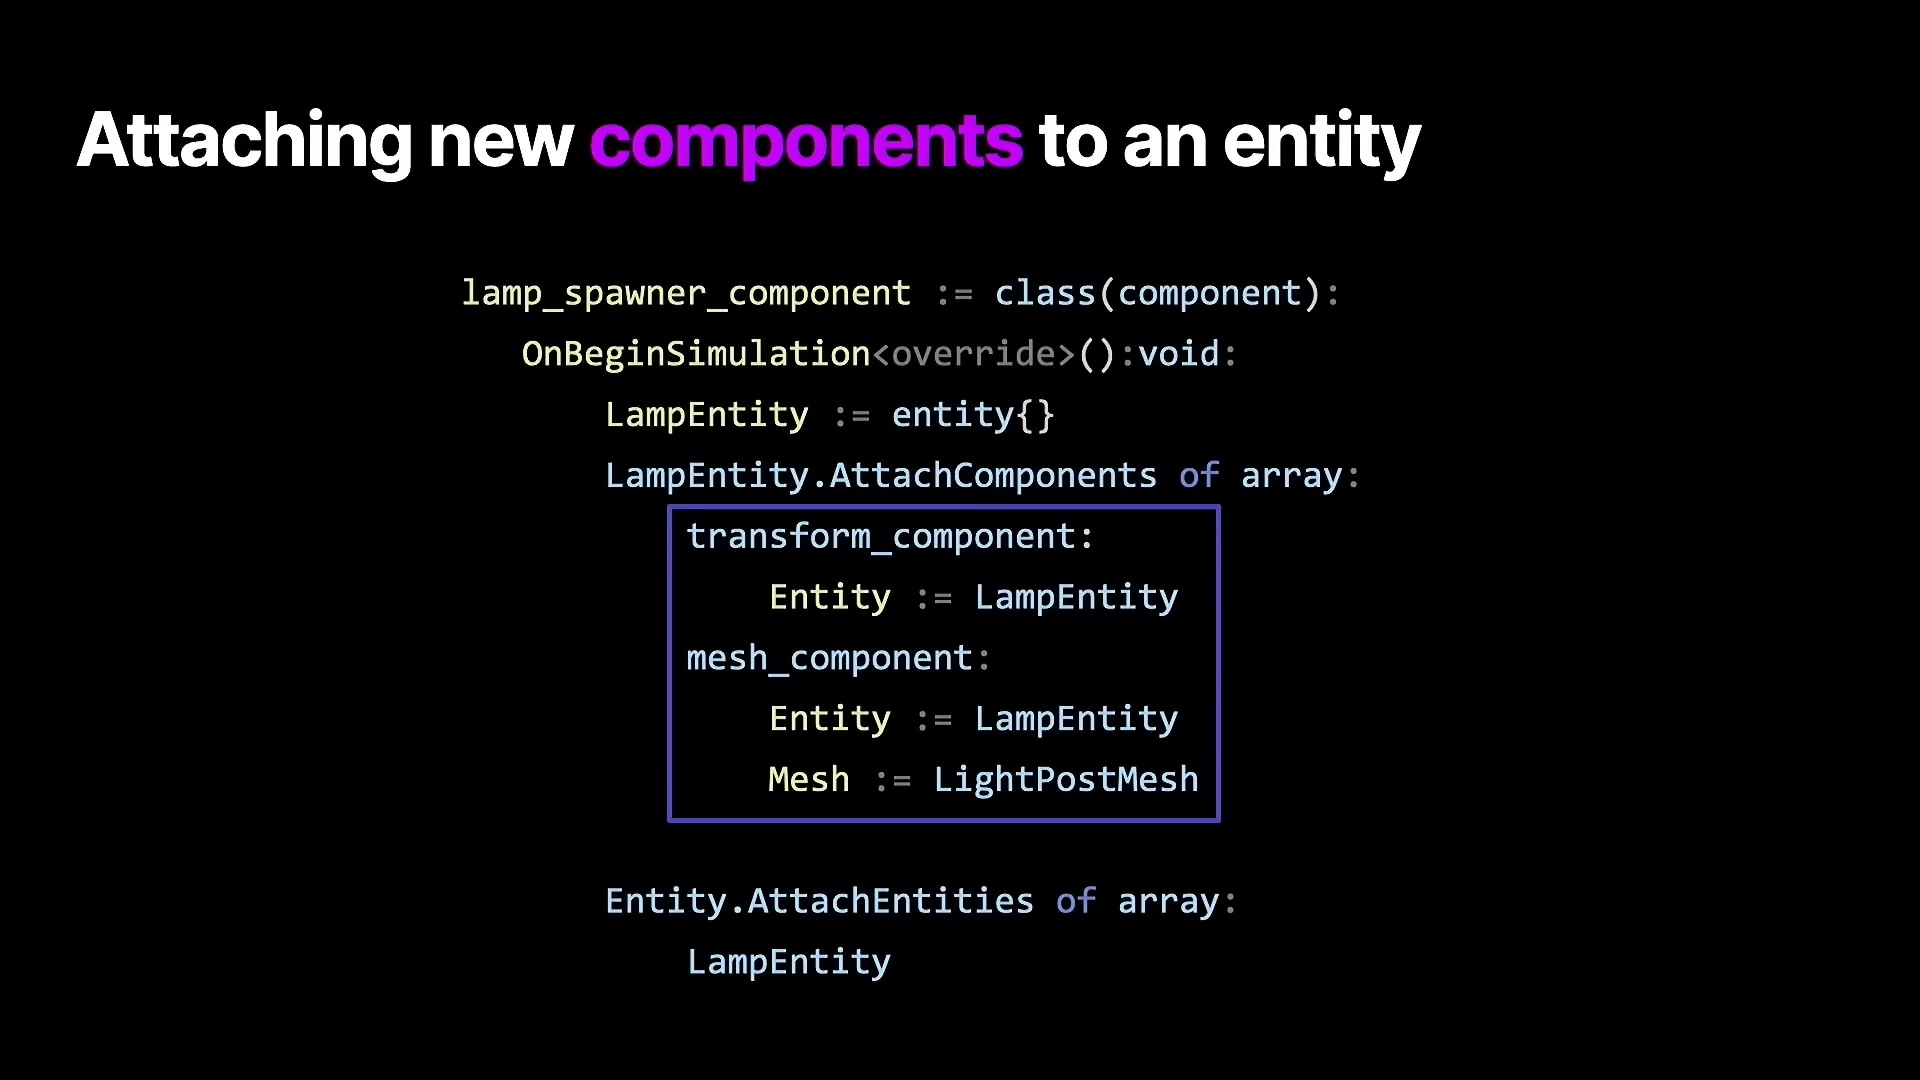 Attaching new components to an entity
lamp_spawner_component := class(component):
OnBeginSimulation<override>():void:
LampEntity := entity{}
LampEntity.AttachComponents of array:
transform_component:
Entity := LampEntity
mesh_component:
Entity := LampEntity
Mesh := LightPostMesh
Entity.AttachEntities of array:
LampEntity